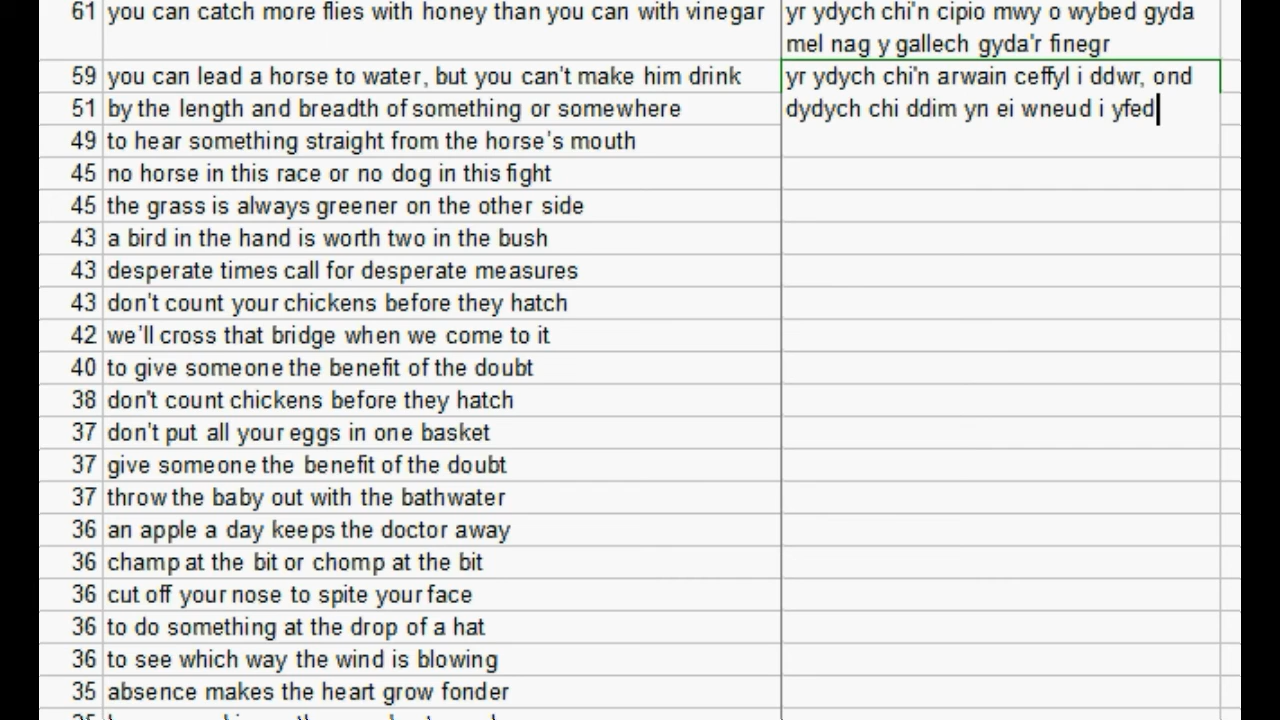 61 you can catch more flies with honey than you can with vinegar yr ydych chi'n cipio mwy o wybed gyda
mel nag y gallech gyda'r finegr
59 you can lead a horse to water, but you can't make him drink yr ydych chi'n arwain ceffyl i ddwr, ond
51 by the length and breadth of something or somewhere dydych chi ddim yn ei wneud i yfed
49 to hear something straight from the horse's mouth
45 no horse in this race or no dog in this fight
45 the grass is always greener on the other side
43 a bird in the hand is worth two in the bush
43 desperate times call for desperate measures
43 don't count your chickens before they hatch
42 we'll cross that bridge when we come to it
40 to give someone the benefit of the doubt
38 don't count chickens before they hatch
37 don't put all your eggs in one basket
37 give someone the benefit of the doubt
37 throw the baby out with the bathwater
36 an apple a day keeps the doctor away
36 champ at the bit or chomp at the bit
36 cut off your nose to spite your face
36 to do something at the drop of a hat
36 to see which way the wind is blowing
35 absence makes the heart grow fonder